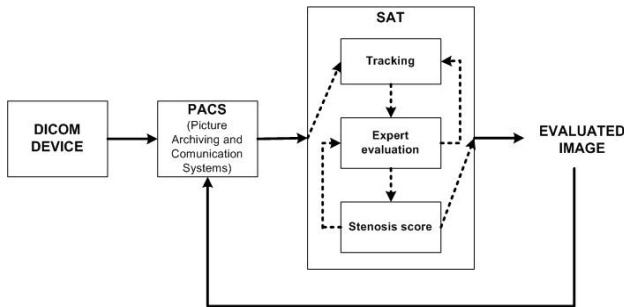 SAT
Tracking
DICOM
DEVICE
PACS
(Picture
Archiving and
Comunication
Systems)
Expert
evaluation
EVALUATED
IMAGE
Stenosis score